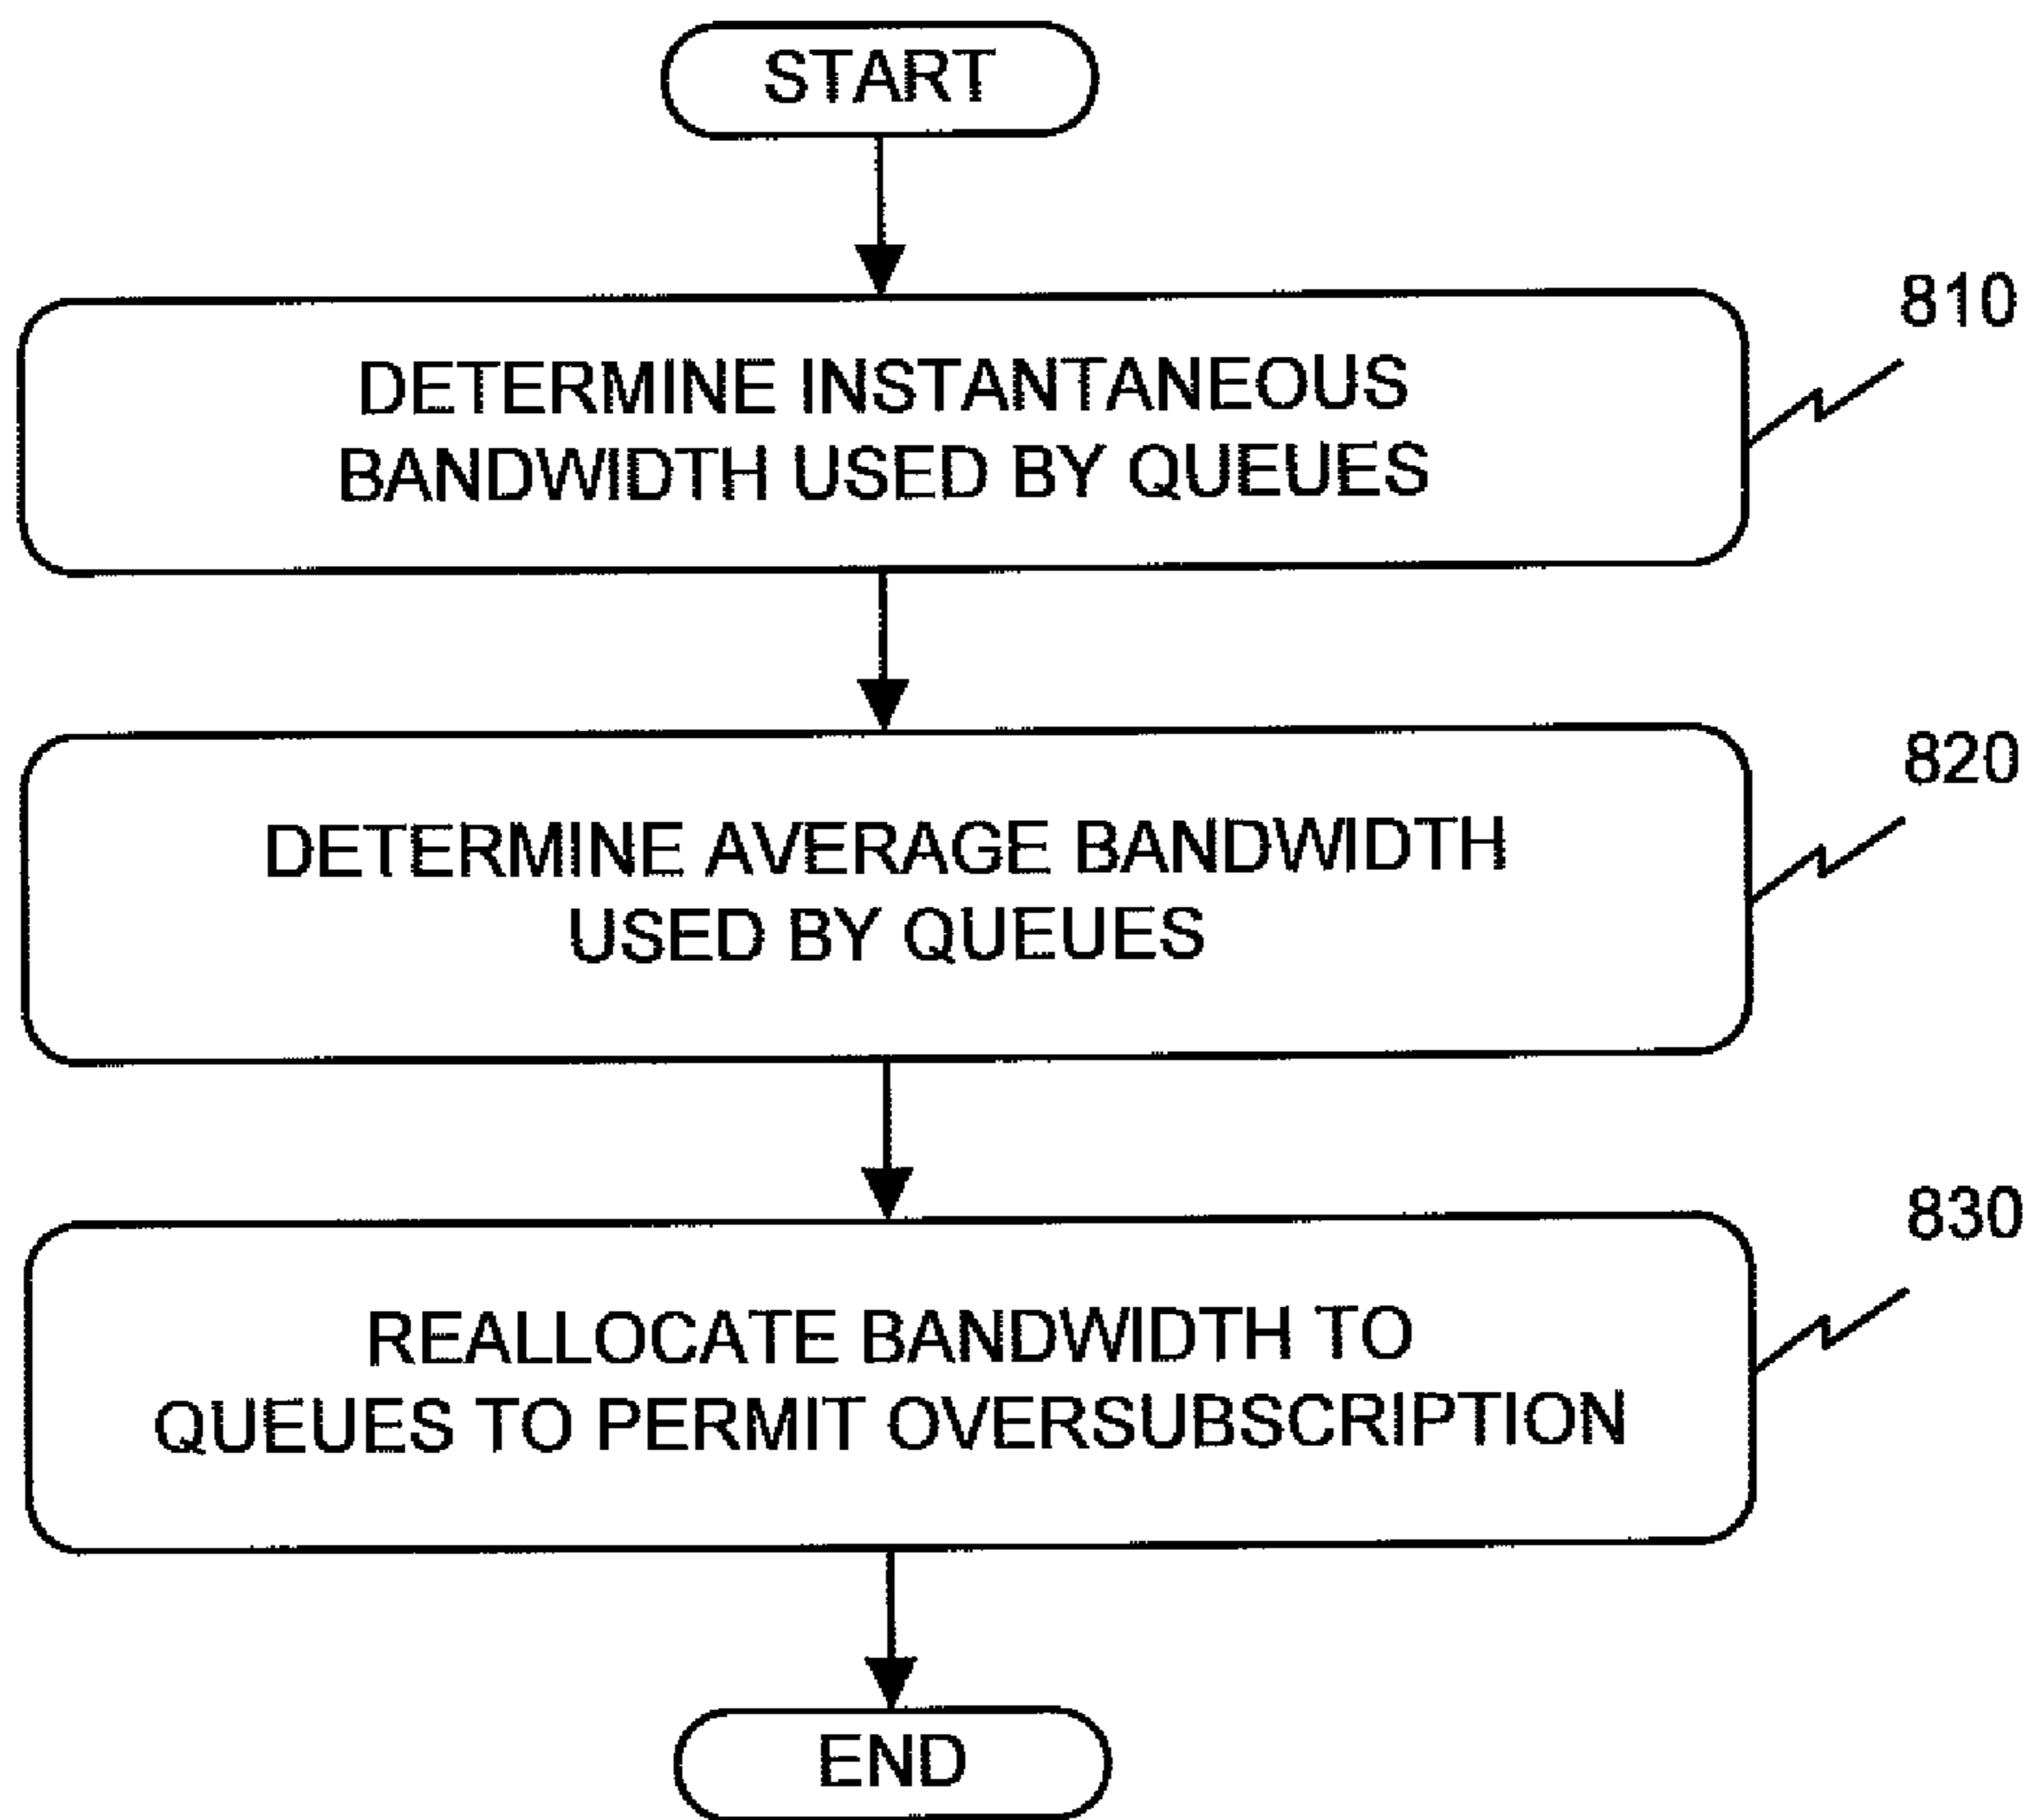 START
810
DETERMINE INSTANTANEOUS
BANDWIDTH USED BY QUEUES
820
DETERMINE AVERAGE BANDWIDTH
USED BY QUEUES
830
REALLOCATE BANDWIDTH TO
QUEUES TO PERMIT OVERSUBSCRIPTION
END